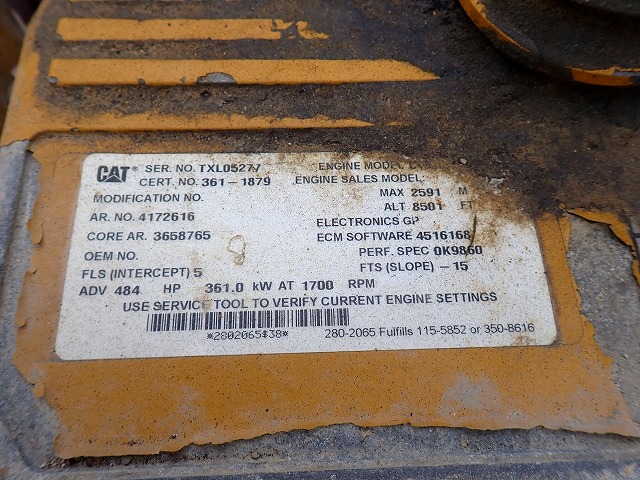 CAT® SER. NO. TXL05277 ENGINE MODEL
CERT. NO. 361-1879 ENGINE SALES MODEL:
MODIFICATION NO. MAX 2591 M
AR. NO. 4172616 ALT 8501 FT
ELECTRONICS GP
CORE AR. 3658765 ECM SOFTWARE 4516168
OEM NO. PERF. SPEC 0K9860
FLS (INTERCEPT) 5 FTS (SLOPE) -15
ADV 484 HP 361.0 kW AT 1700 RPM
USE SERVICE TOOL TO VERIFY CURRENT ENGINE SETTINGS
*2802065$38*
280-2065 Fulfills 115-5852 or 350-8616